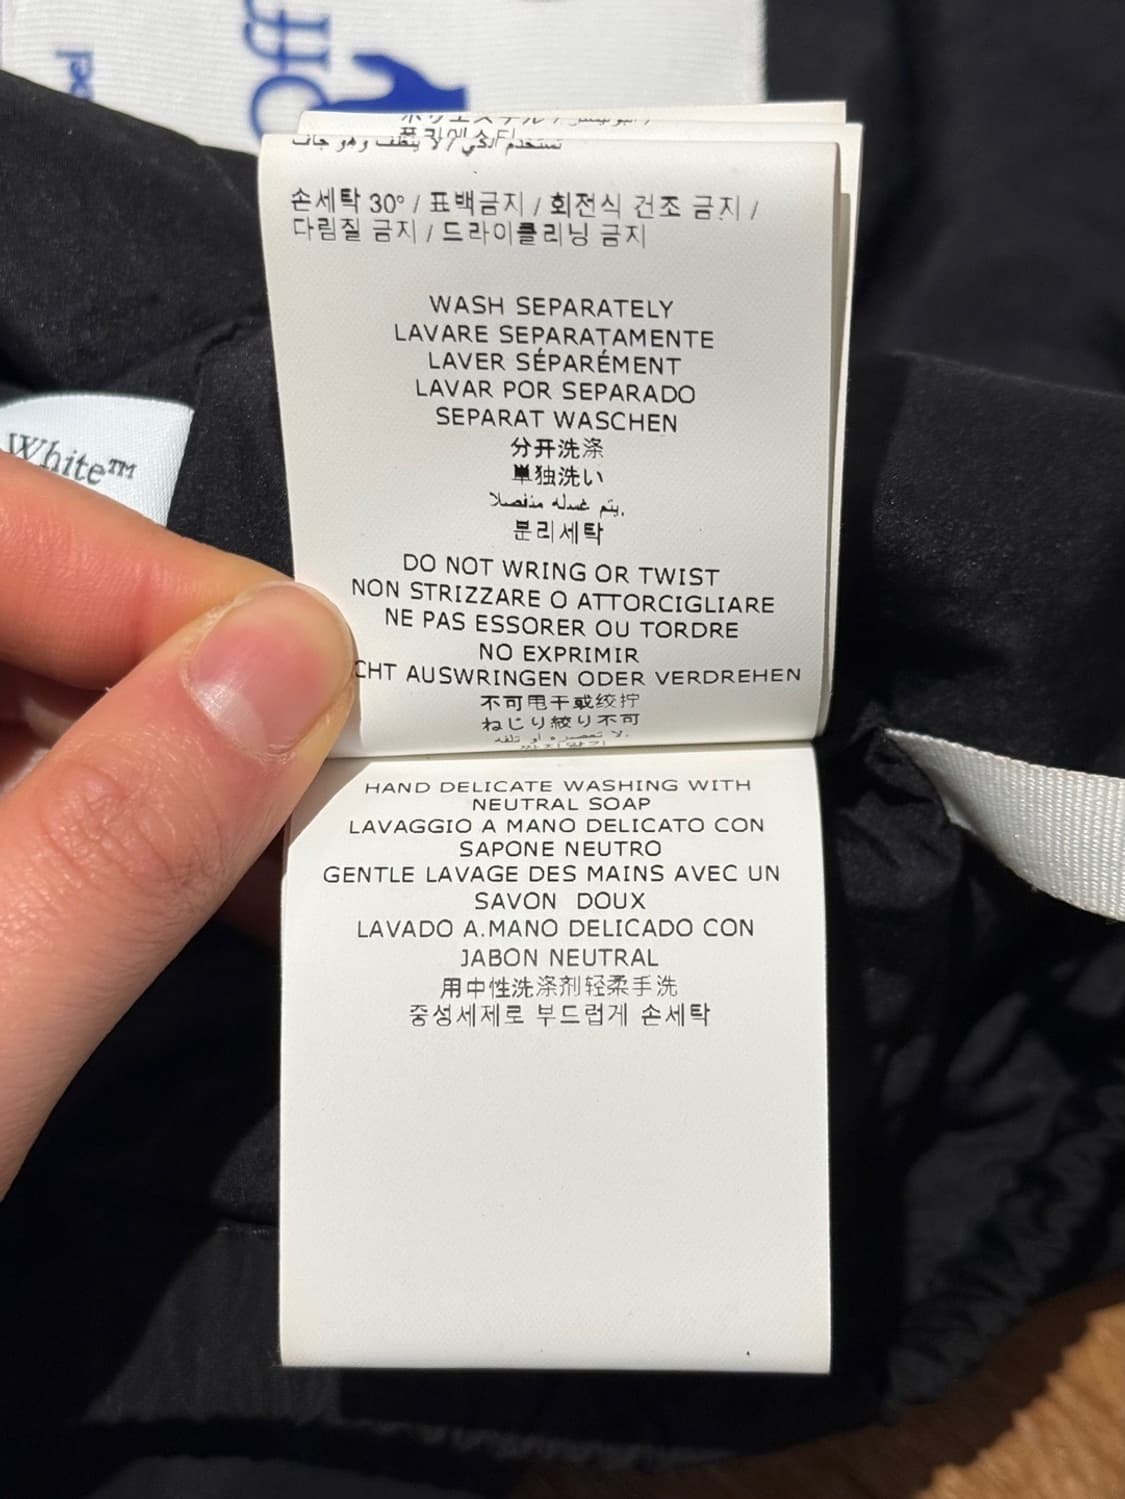 Off
White™
손세탁 30° / 표백금지 / 회전식 건조 금지 /
다림질 금지 / 드라이클리닝 금지
WASH SEPARATELY
LAVARE SEPARATAMENTE
LAVER SÉPARÉMENT
LAVAR POR SEPARADO
SEPARAT WASCHEN
分开洗涤
単独洗い
يتم غسله منفصلا.
분리세탁
DO NOT WRING OR TWIST
NON STRIZZARE O ATTORCIGLIARE
NE PAS ESSORER OU TORDRE
NO EXPRIMIR
CHT AUSWRINGEN ODER VERDREHEN
不可甩干或绞拧
ねじり絞り不可
HAND DELICATE WASHING WITH
NEUTRAL SOAP
LAVAGGIO A MANO DELICATO CON
SAPONE NEUTRO
GENTLE LAVAGE DES MAINS AVEC UN
SAVON DOUX
LAVADO A.MANO DELICADO CON
JABON NEUTRAL
用中性洗涤剂轻柔手洗
중성세제로 부드럽게 손세탁